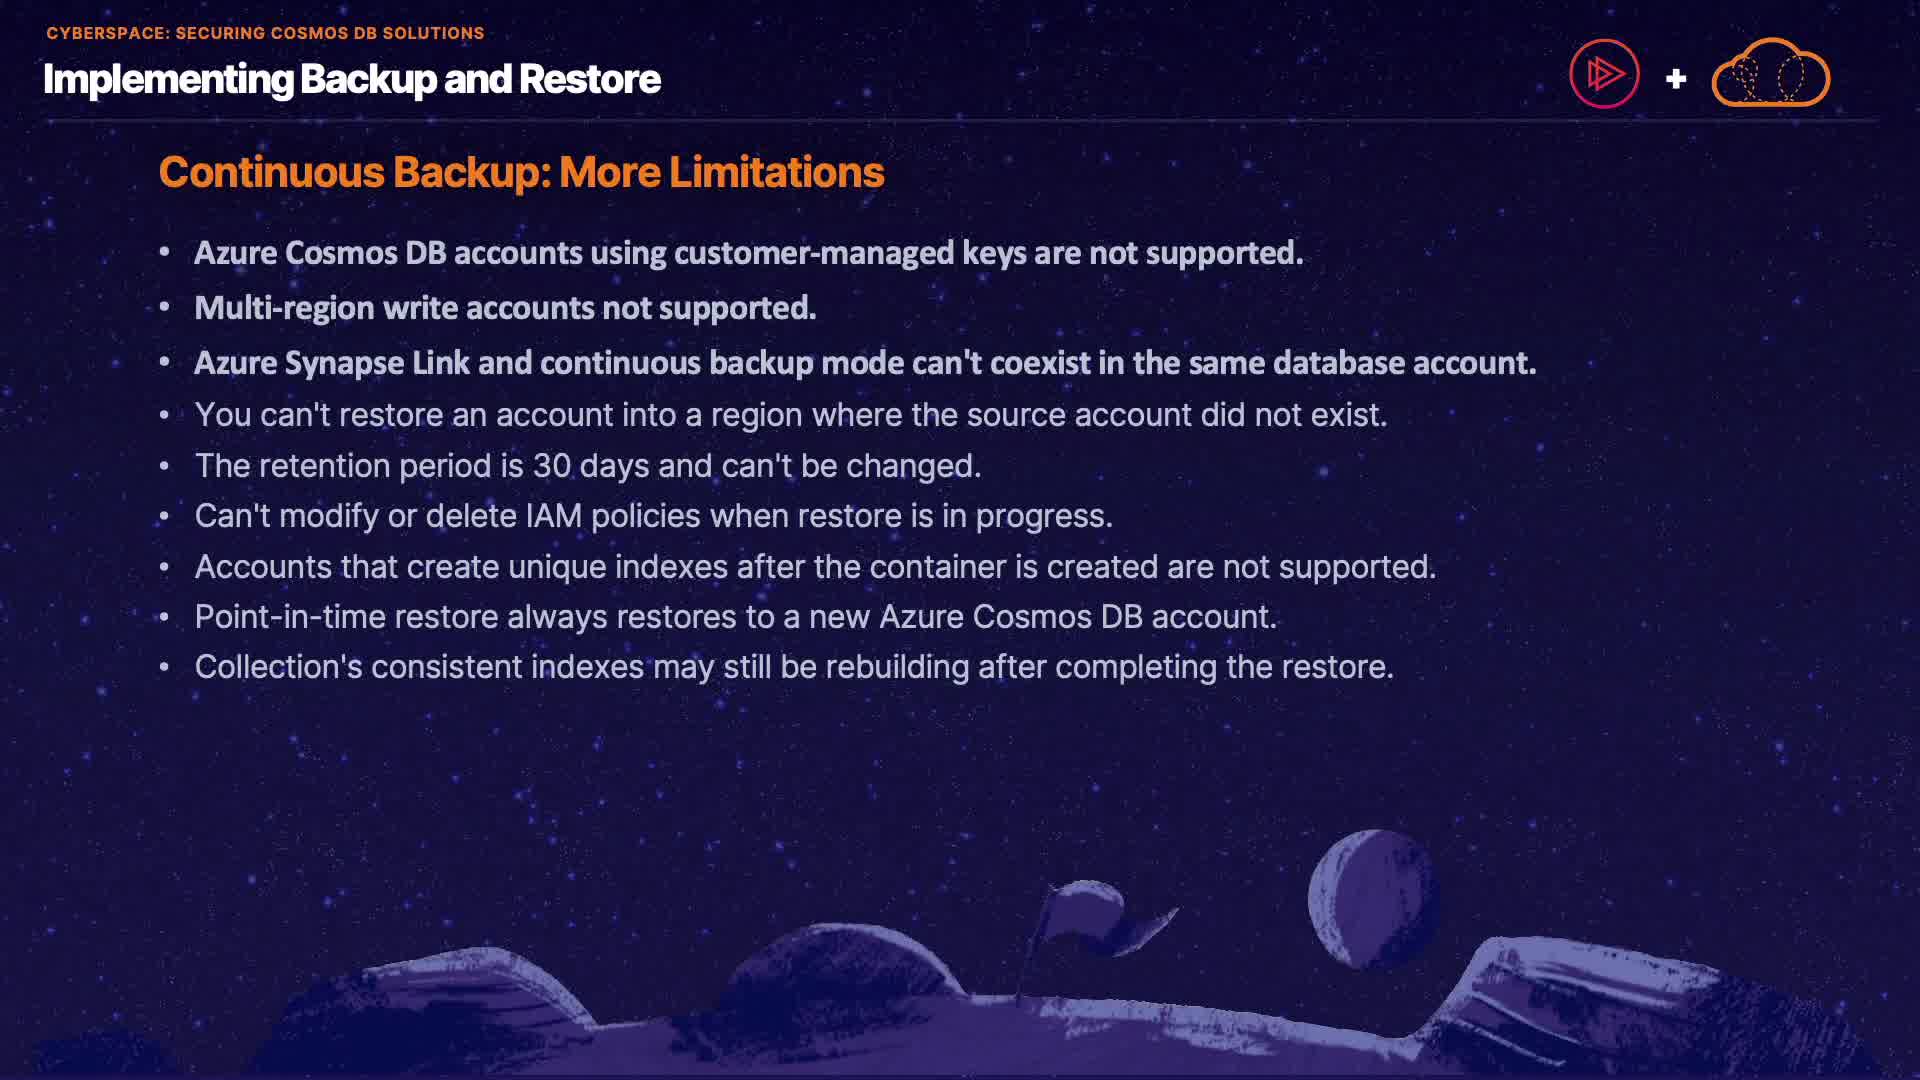 CYBERSPACE: SECURING COSMOS DB SOLUTIONS
Implementing Backup and Restore
+
Continuous Backup: More Limitations
• Azure Cosmos DB accounts using customer-managed keys are not supported.
• Multi-region write accounts not supported.
• Azure Synapse Link and continuous backup mode can't coexist in the same database account.
• You can't restore an account into a region where the source account did not exist.
• The retention period is 30 days and can't be changed.
• Can't modify or delete IAM policies when restore is in progress.
• Accounts that create unique indexes after the container is created are not supported.
• Point-in-time restore always restores to a new Azure Cosmos DB account.
• Collection's consistent indexes may still be rebuilding after completing the restore.